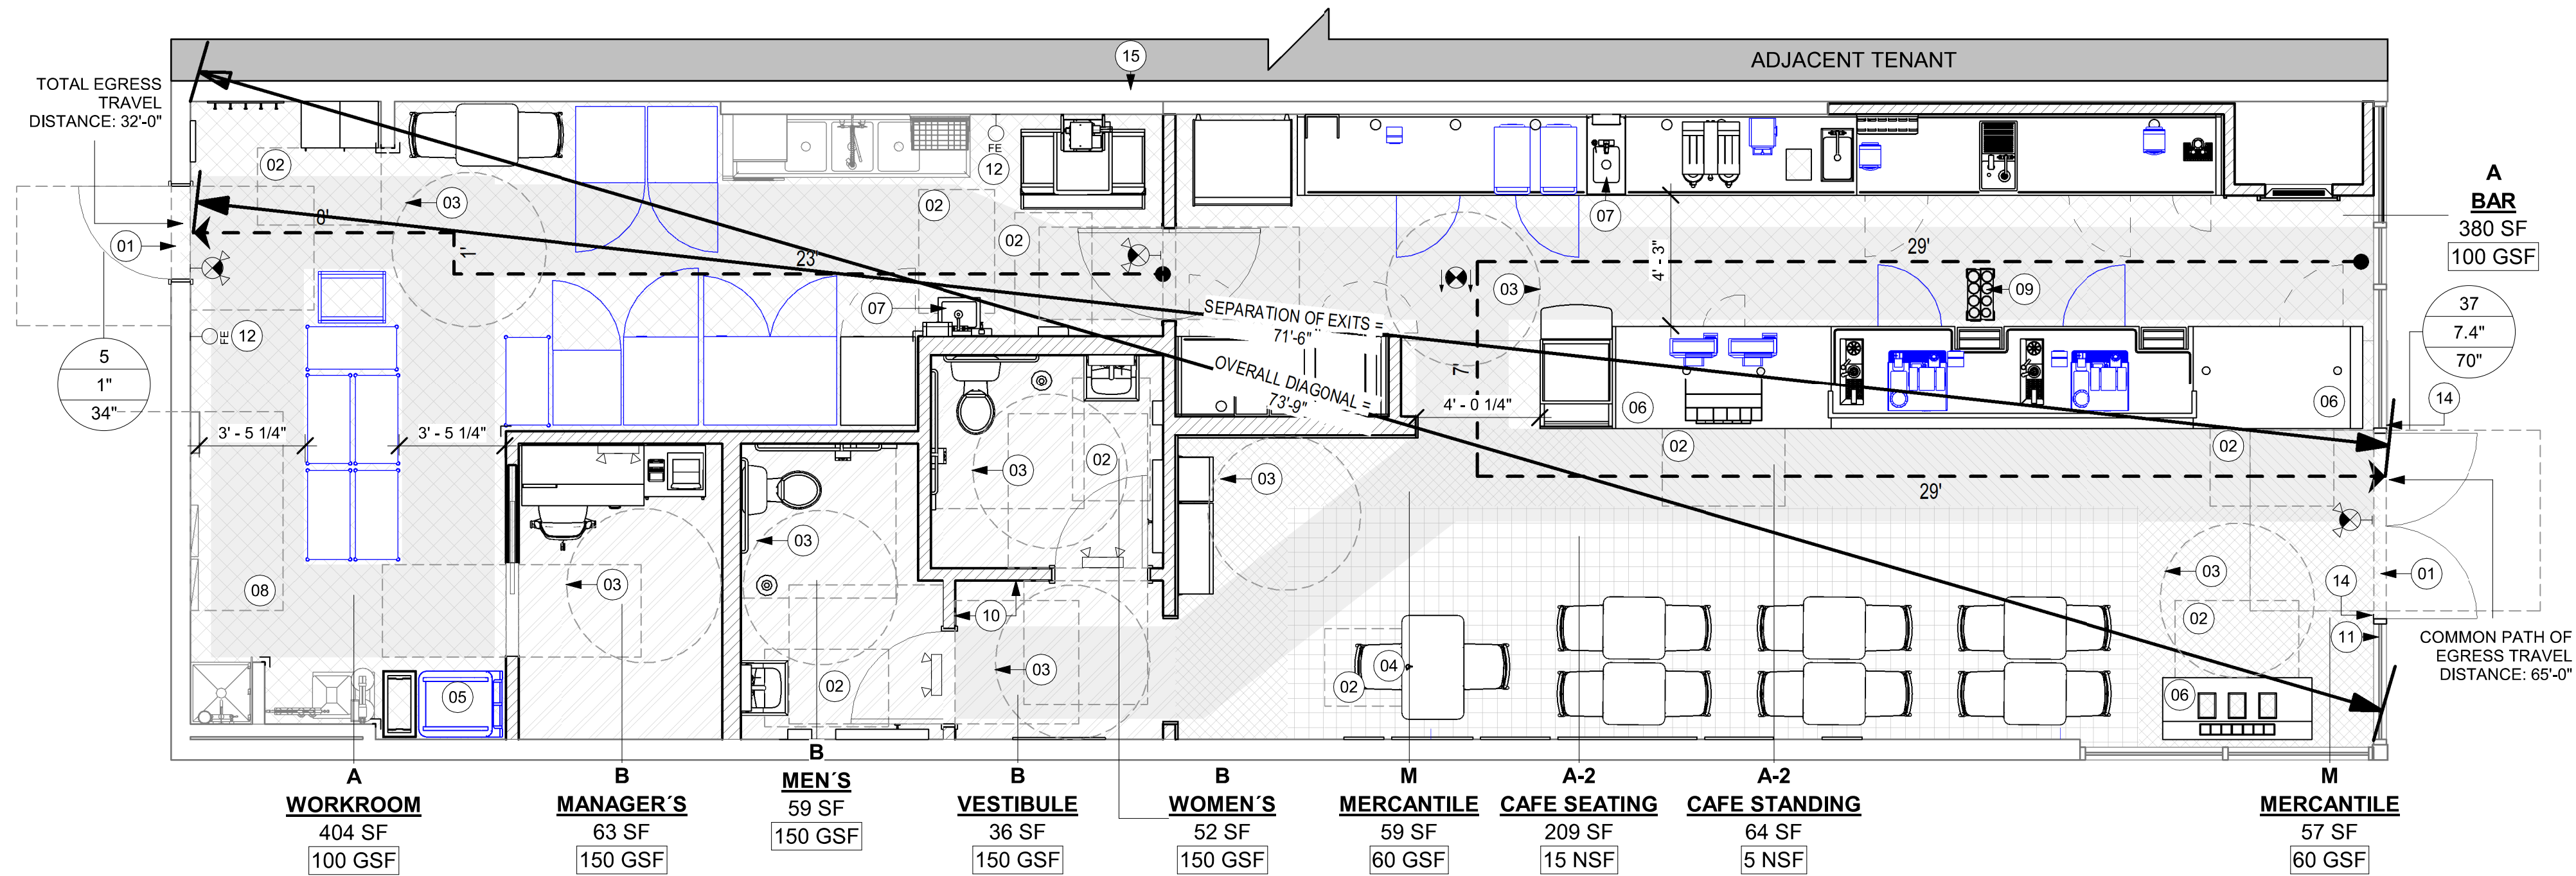 ADJACENT TENANT
15
TOTAL EGRESS
TRAVEL
DISTANCE: 32'-0"
02
03
8'
1"
23'
01
FE
12
FE
12
02
02
07
07
03
29'
4' - 3"
09
A
BAR
380 SF
100 GSF
37
7.4"
70"
5
1"
34"
SEPARATION OF EXITS =
71'-6"
OVERALL DIAGONAL =
73'-9"
7'
4' - 0 1/4"
06
06
14
3' - 5 1/4"
3' - 5 1/4"
03
02
03
02
02
29'
03
08
03
10
03
03
14
01
02
11
COMMON PATH OF
EGRESS TRAVEL
DISTANCE: 65'-0"
04
02
05
02
06
A
WORKROOM
404 SF
100 GSF
B
MANAGER´S
63 SF
150 GSF
B
MEN´S
59 SF
150 GSF
B
VESTIBULE
36 SF
150 GSF
B
WOMEN´S
52 SF
150 GSF
M
MERCANTILE
59 SF
60 GSF
A-2
CAFE SEATING
209 SF
15 NSF
A-2
CAFE STANDING
64 SF
5 NSF
M
MERCANTILE
57 SF
60 GSF